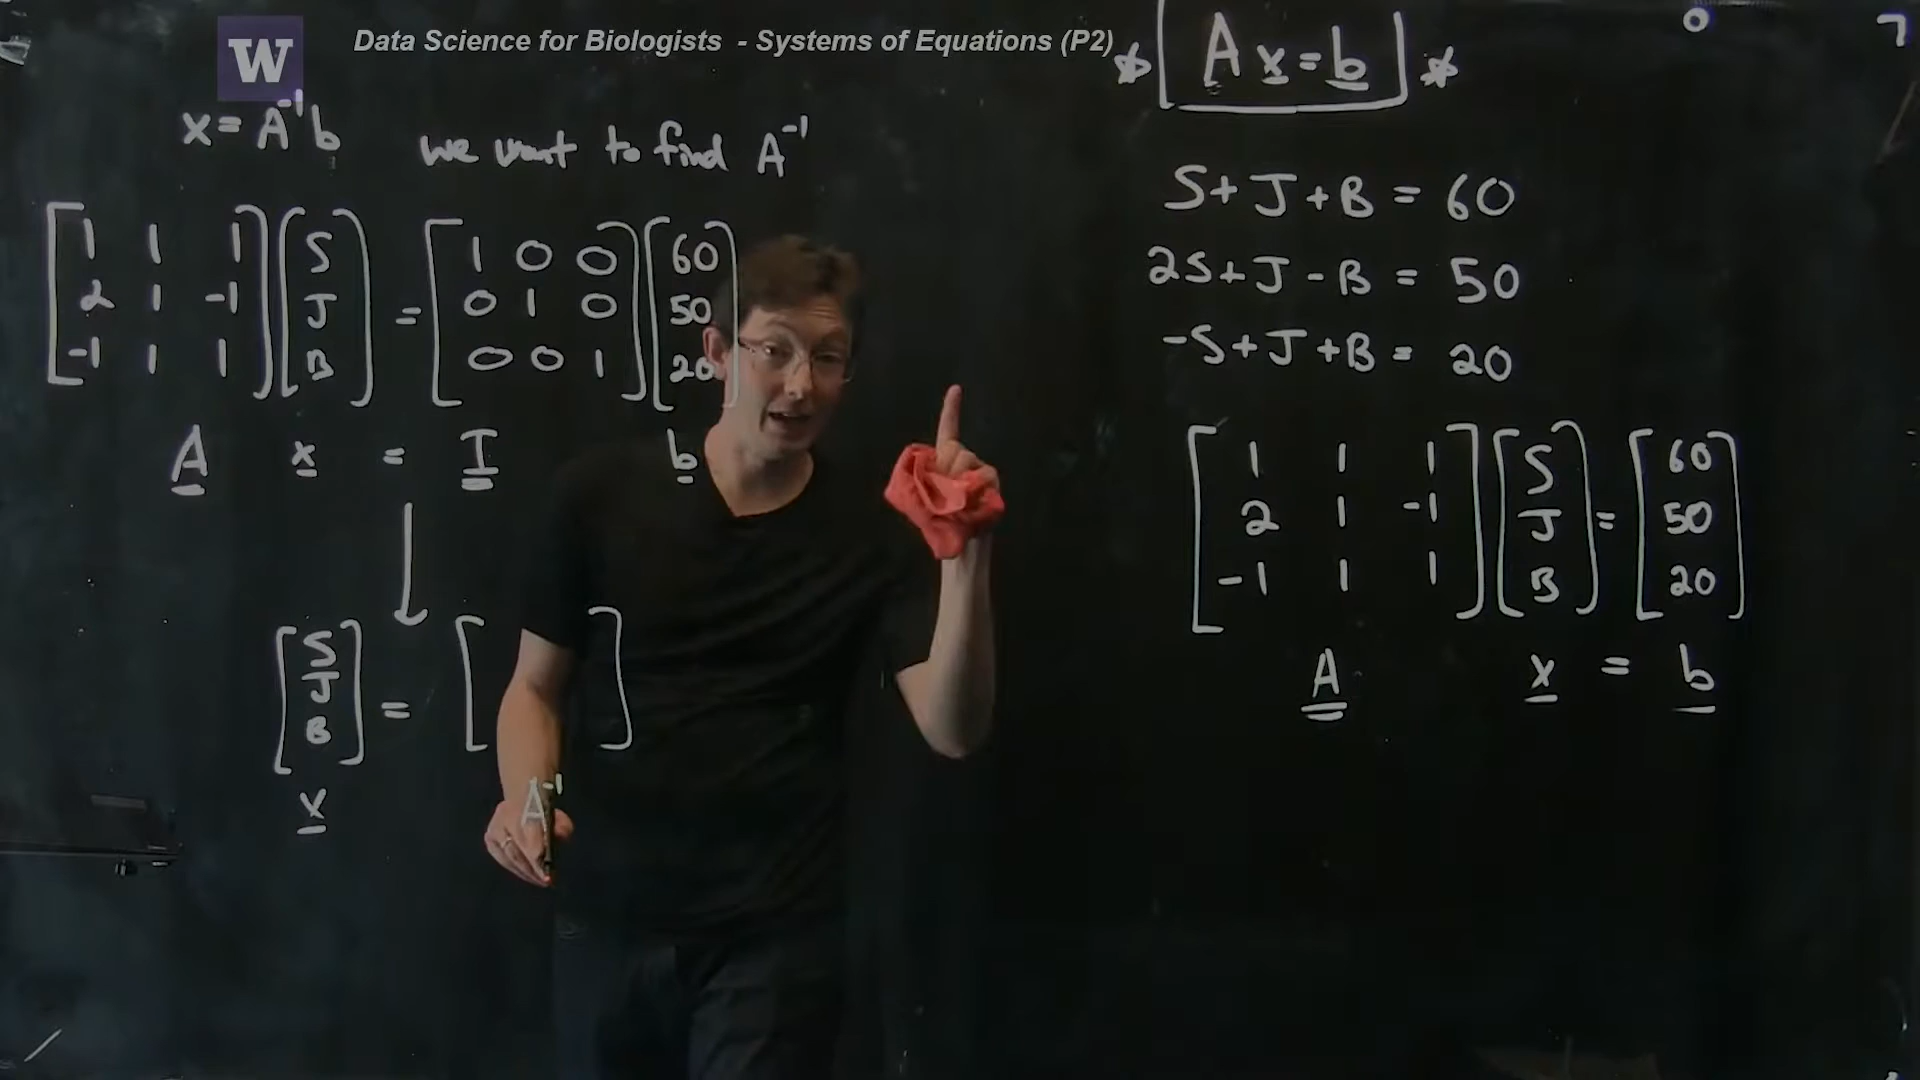 W
Data Science for Biologists - Systems of Equations (P2)
* [A x = b] *
0 7
x = A⁻¹b we want to find A⁻¹
[1 1 1] [S] = [1 0 0] [60]
[2 1 -1] [J] = [0 1 0] [50]
[-1 1 1] [B] = [0 0 1] [20]
A x = I b
[S] = [ ]
[J]
[B]
x A⁻¹
S + J + B = 60
2S + J - B = 50
-S + J + B = 20
[1 1 1] [S] = [60]
[2 1 -1] [J] = [50]
[-1 1 1] [B] = [20]
A x = b